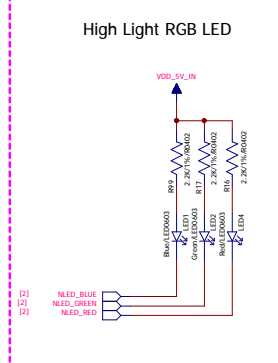 High Light RGB LED
VDD_5V_IN
R99
2.2K/1%/R0402
R17
2.2K/1%/R0402
R16
2.2K/1%/R0402
Blue/LED0603
LED1
Green/LED0603
LED2
Red/LED0603
LED4
[2] NLED_BLUE
[2] NLED_GREEN
[2] NLED_RED